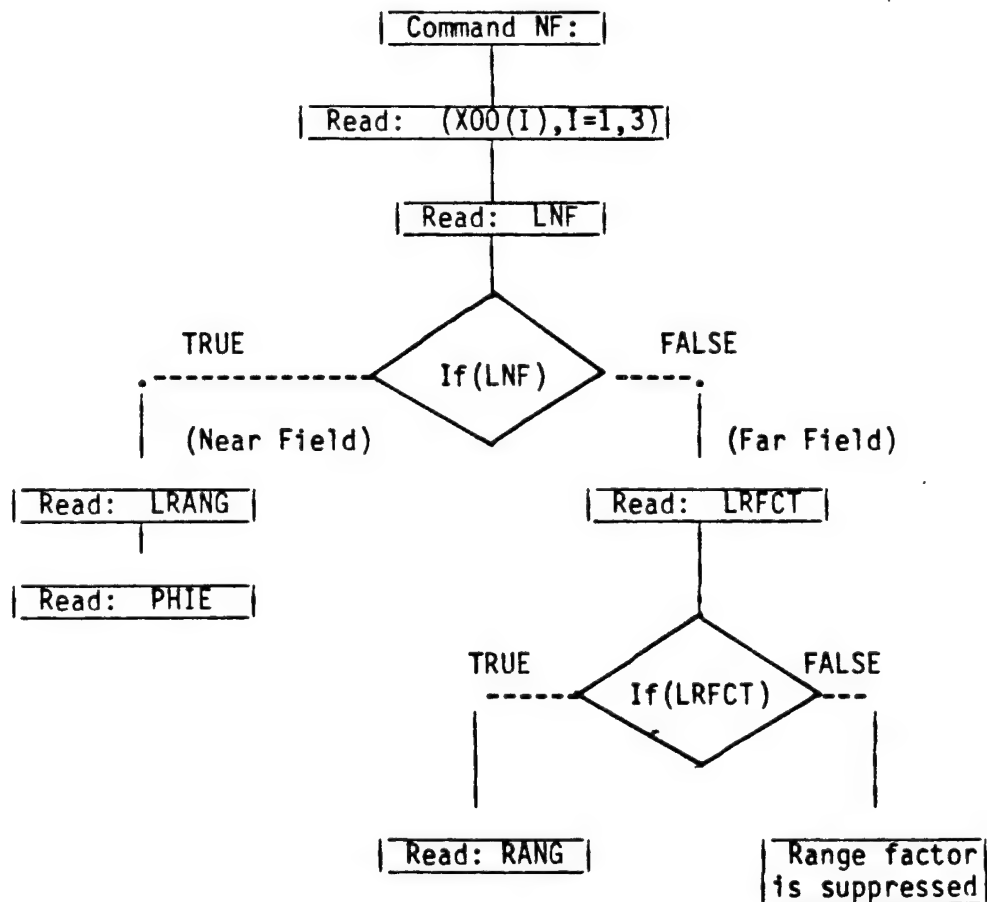 Command NF:
Read: (X00(I),I=1,3)
Read: LNF
TRUE
FALSE
If(LNF)
(Near Field)
(Far Field)
Read: LRANG
Read: LRFCT
Read: PHIE
TRUE
FALSE
If(LRFCT)
Read: RANG
Range factor
is suppressed